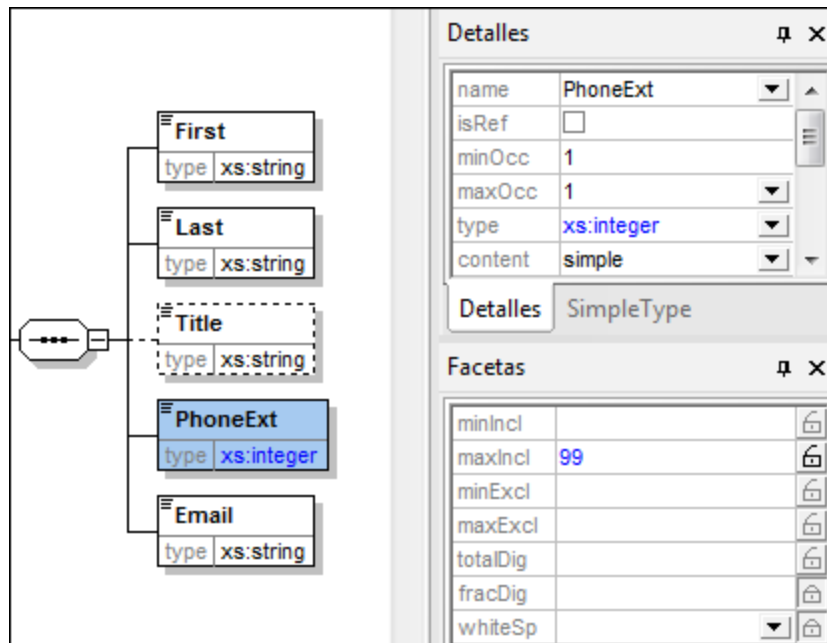 First
type xs:string
Last
type xs:string
Title
type xs:string
PhoneExt
type xs:integer
Email
type xs:string
Detalles
name PhoneExt
isRef
minOcc 1
maxOcc 1
type xs:integer
content simple
Detalles SimpleType
Facetas
minIncl
maxIncl 99
minExcl
maxExcl
totalDig
fracDig
whiteSp